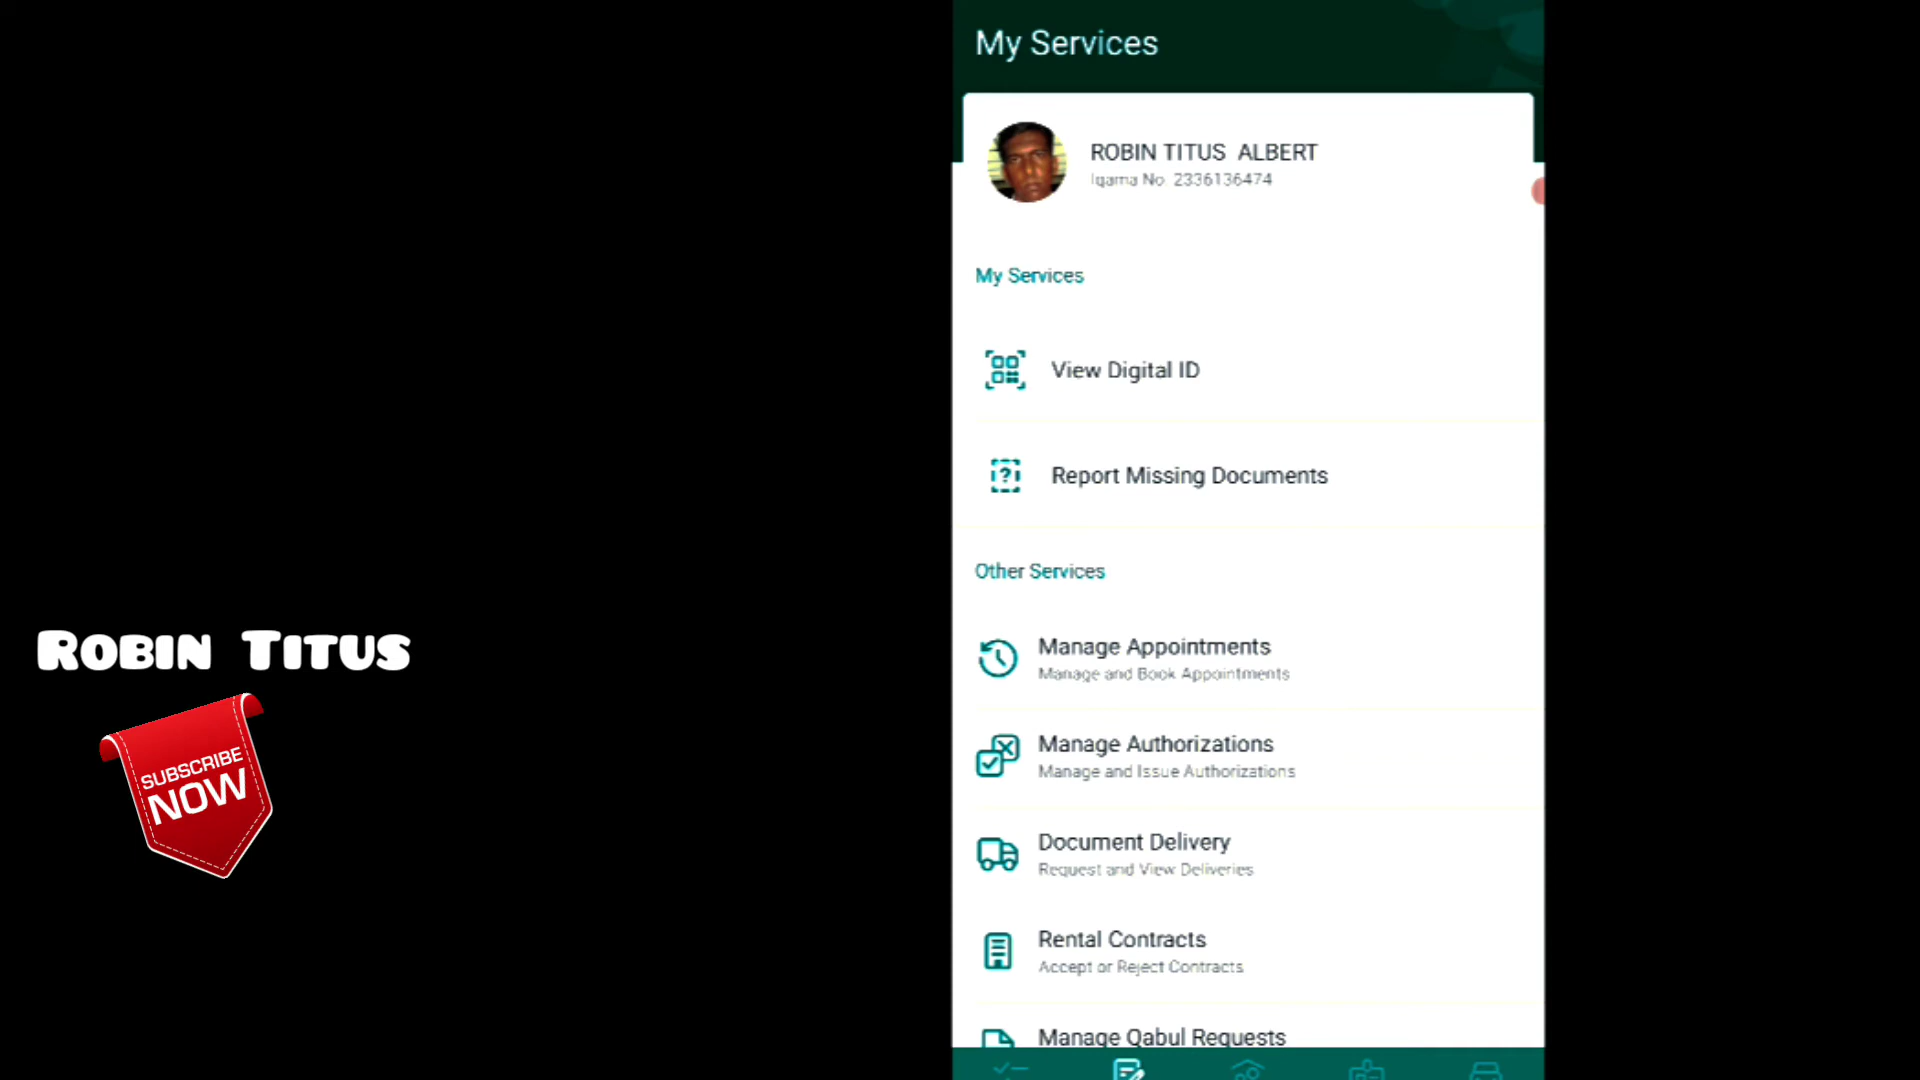 My Services
ROBIN TITUS ALBERT
Iqama No. 2336136474
My Services
View Digital ID
Report Missing Documents
Other Services
Manage Appointments
Manage and Book Appointments
Manage Authorizations
Manage and Issue Authorizations
Document Delivery
Request and View Deliveries
Rental Contracts
Accept or Reject Contracts
Manage Qabul Requests
ROBIN TITUS
SUBSCRIBE
NOW